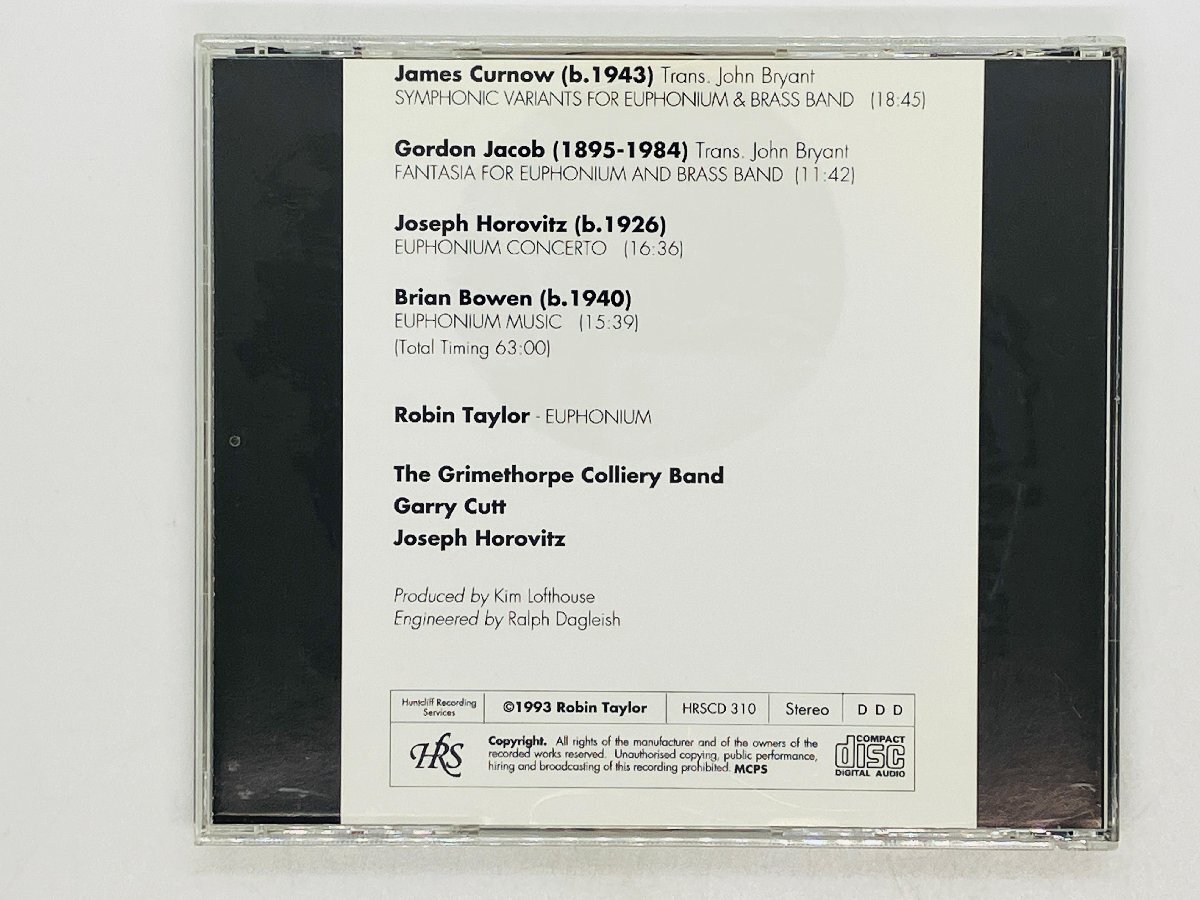 James Curnow (b.1943) Trans. John Bryant
SYMPHONIC VARIANTS FOR EUPHONIUM & BRASS BAND (18:45)
Gordon Jacob (1895-1984) Trans. John Bryant
FANTASIA FOR EUPHONIUM AND BRASS BAND (11:42)
Joseph Horovitz (b.1926)
EUPHONIUM CONCERTO (16:36)
Brian Bowen (b.1940)
EUPHONIUM MUSIC (15:39)
(Total Timing 63:00)
Robin Taylor - EUPHONIUM
The Grimethorpe Colliery Band
Garry Cutt
Joseph Horovitz
Produced by Kim Lofthouse
Engineered by Ralph Dagleish
Huntcliff Recording
Services
©1993 Robin Taylor
HRSCD 310
Stereo
D D D
HRS
Copyright. All rights of the manufacturer and of the owners of the
recorded works reserved. Unauthorised copying, public performance,
hiring and broadcasting of this recording prohibited. MCPS
COMPACT
disc
DIGITAL AUDIO